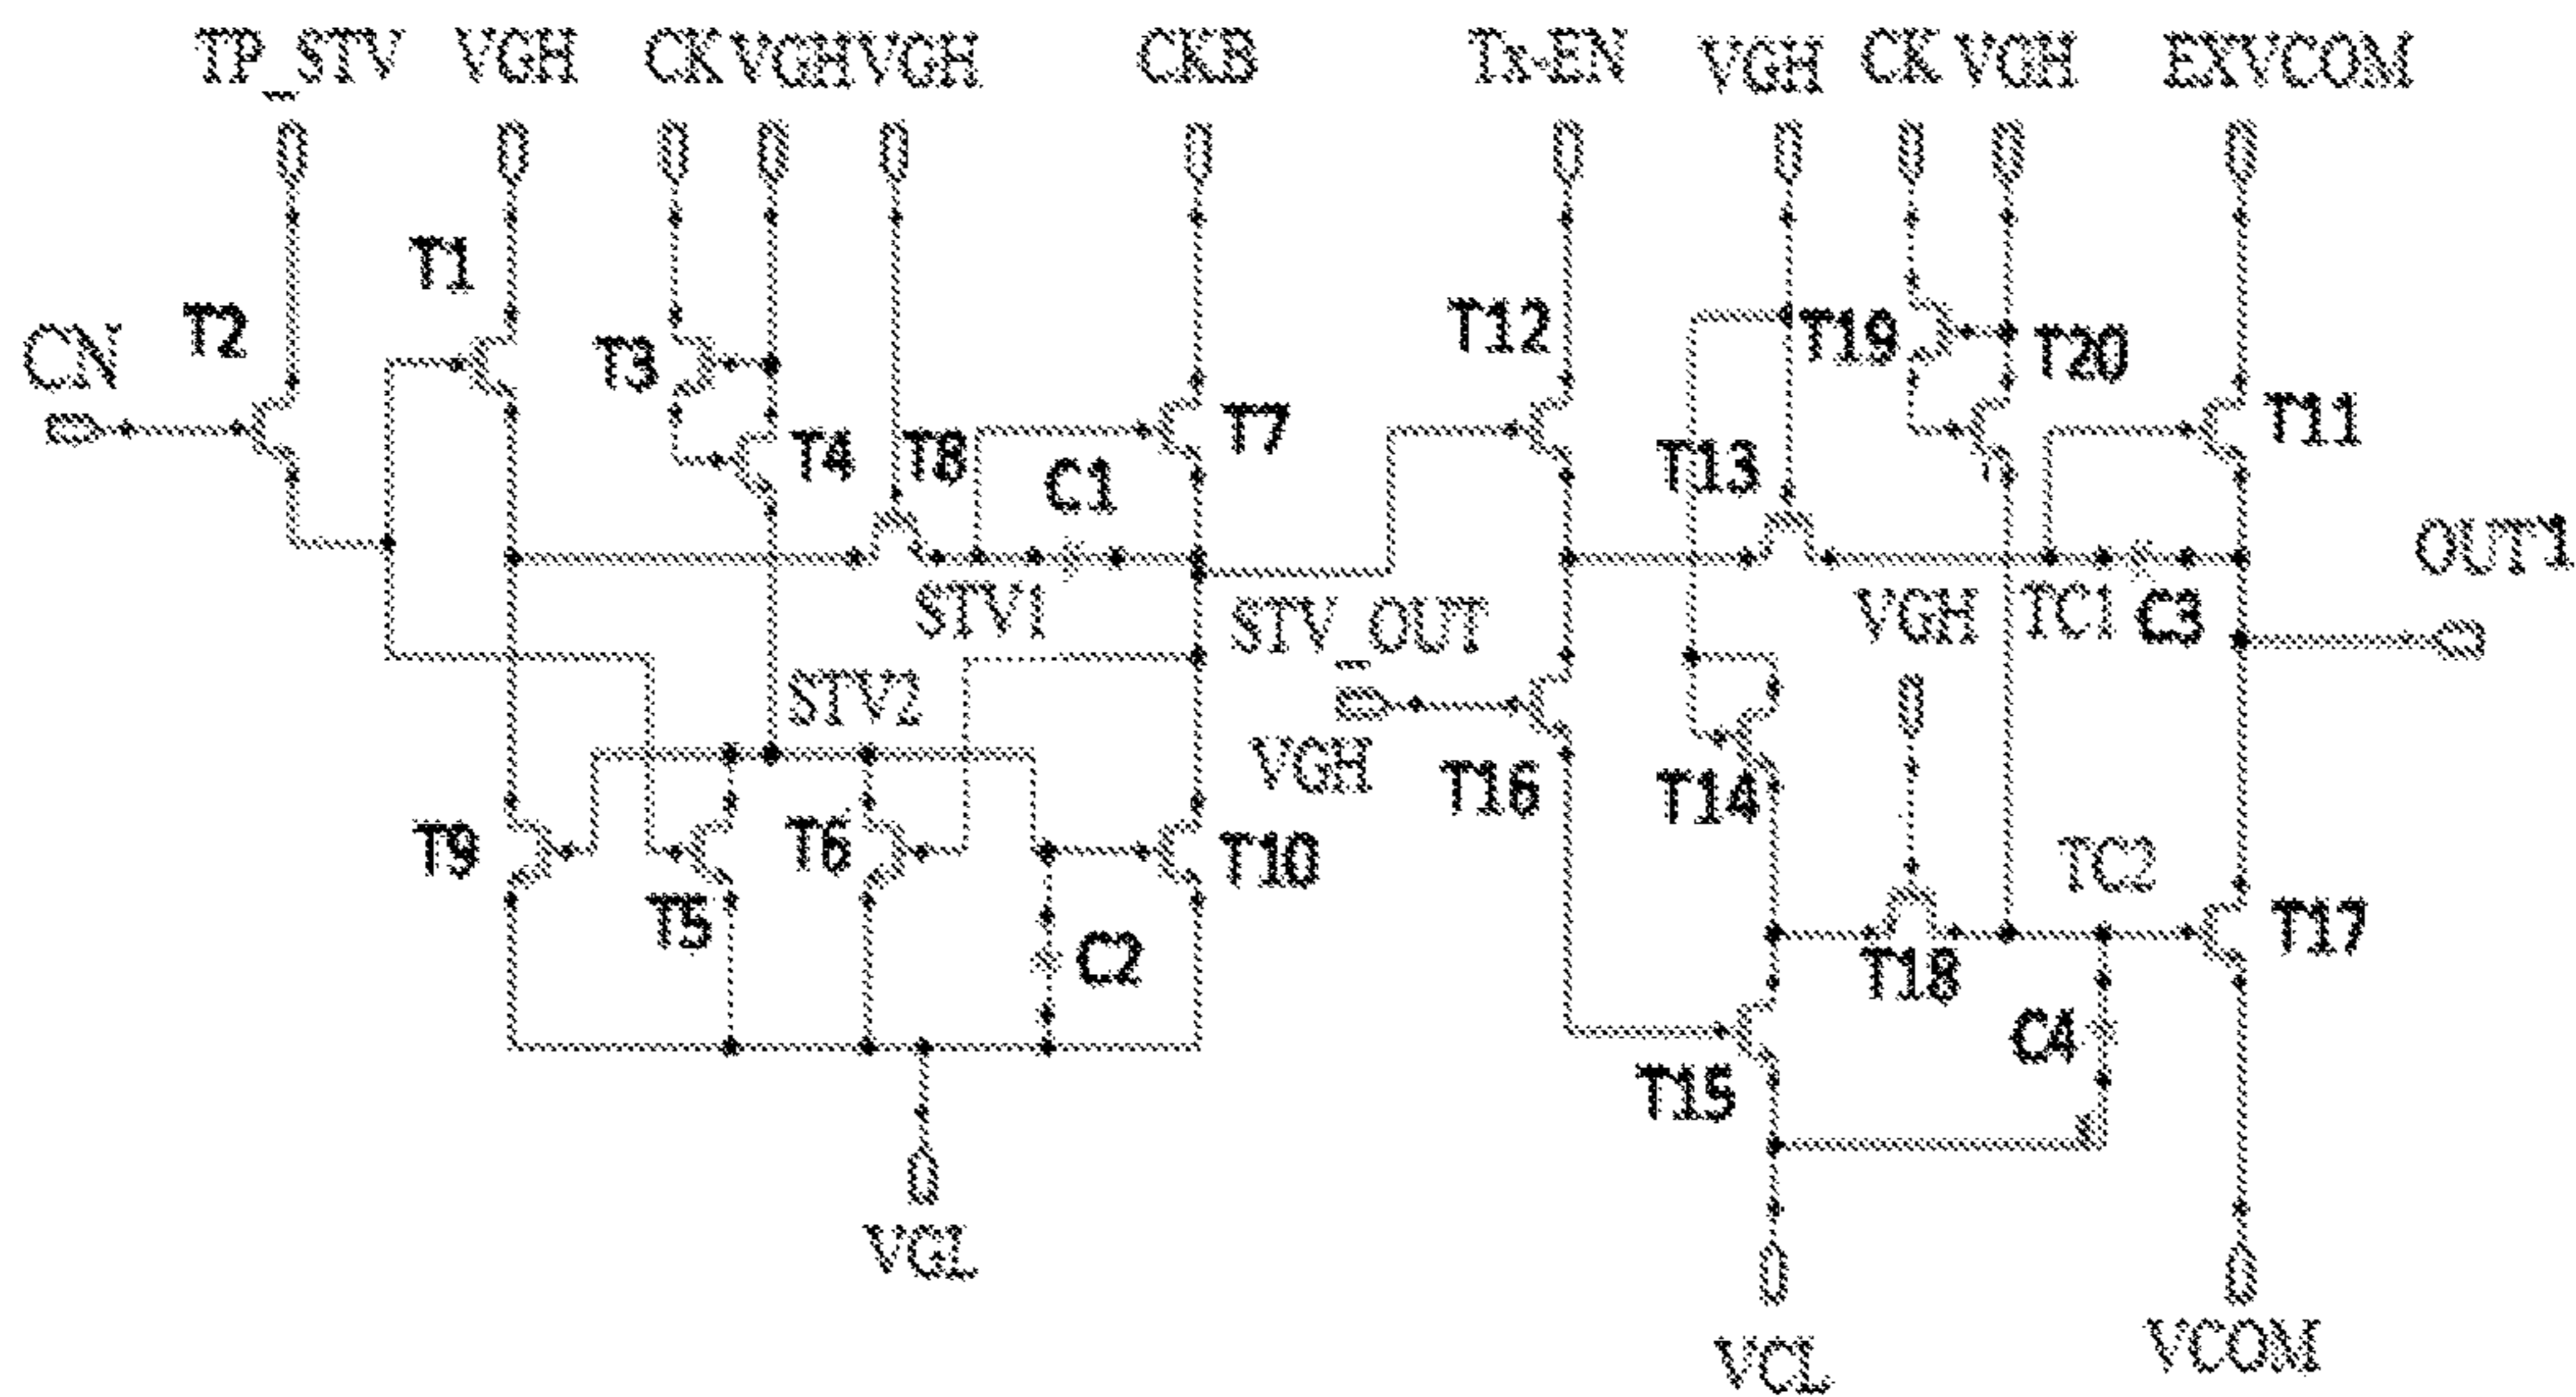 TP_STV VGH CK VGH VGH CKB Tx-EN VGH CK VGH EXVCOM
T1
T2 T12 T19 T20
CN T3
T4 T8 T7 T13 T11
C1
OUT1
STV1 STV_OUT VGH TC1 C3
STV2
VGH T16 T14
T9 T6 T10 TC2
T5 C2 T18 T17
C4
T15
VGL
VCL VCOM